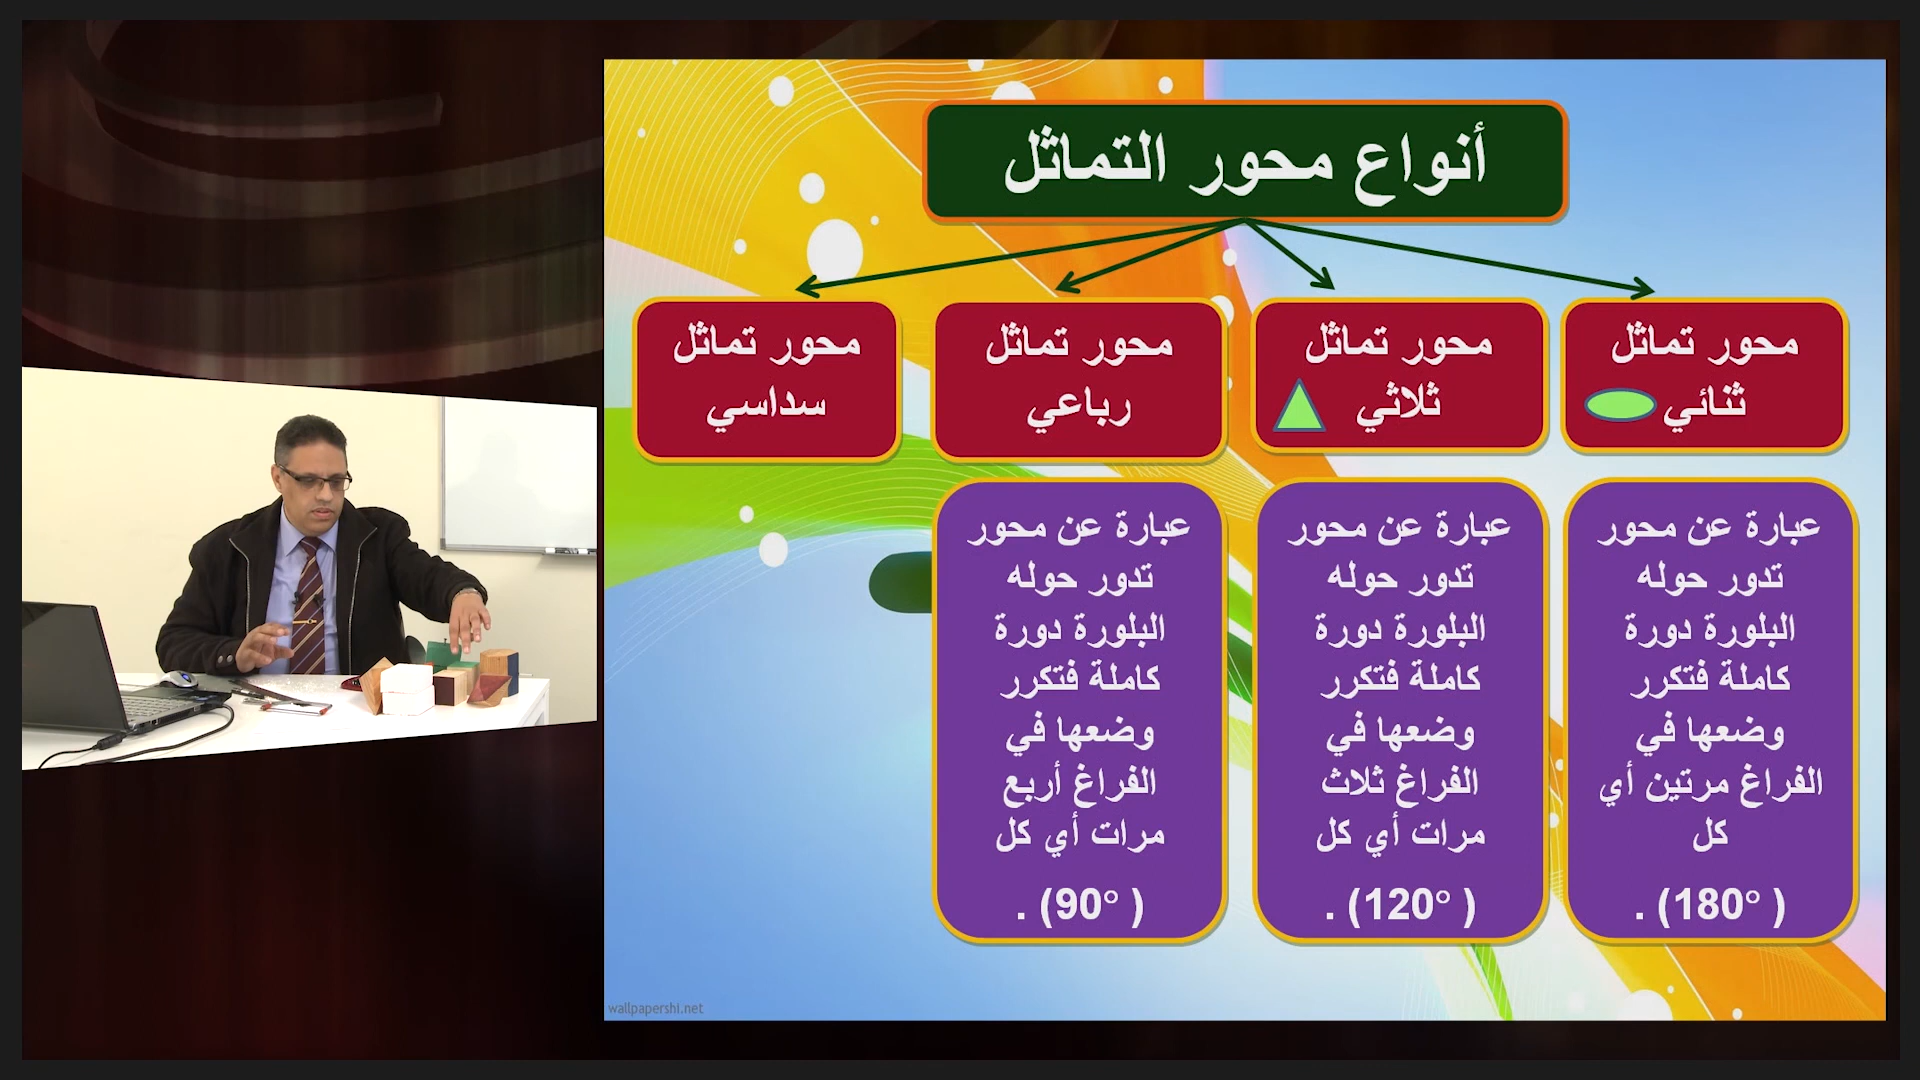 أنواع محور التماثل
محور تماثل
ثنائي
محور تماثل
ثلاثي
محور تماثل
رباعي
محور تماثل
سداسي
عبارة عن محور
تدور حوله
البلورة دورة
كاملة فتكرر
وضعها في
الفراغ مرتين أي
كل
( 180° ) .
عبارة عن محور
تدور حوله
البلورة دورة
كاملة فتكرر
وضعها في
الفراغ ثلاث
مرات أي كل
( 120° ) .
عبارة عن محور
تدور حوله
البلورة دورة
كاملة فتكرر
وضعها في
الفراغ أربع
مرات أي كل
( 90° ) .
wallpapershi.net